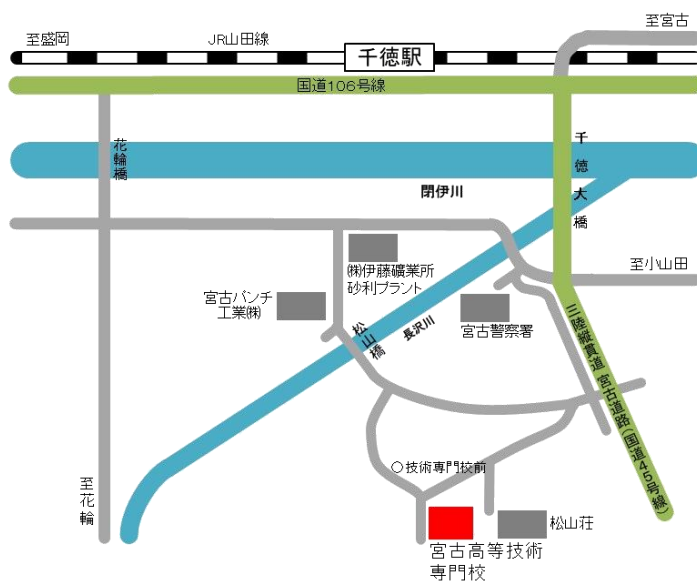 至宮古
至盛岡
JR山田線
千徳駅
国道106号線
花輪橋
千徳大橋
閉伊川
㈱伊藤礦業所
砂利プラント
至小山田
宮古パンチ
工業㈱
松山橋
長沢川
宮古警察署
三陸縦貫道 宮古道路(国道45号線)
○技術専門校前
至花輪
松山荘
宮古高等技術
専門校